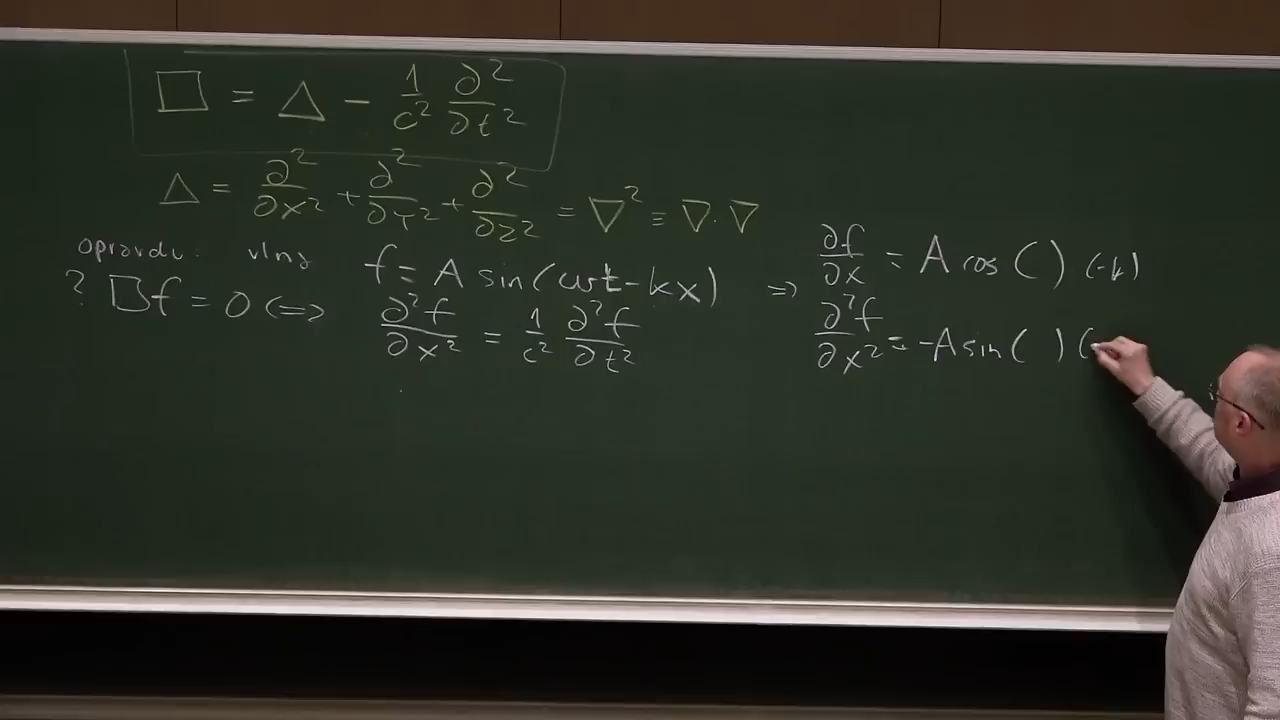 □ = △ − 1/c² ∂²/∂t²
△ = ∂²/∂x² + ∂²/∂y² + ∂²/∂z² = ∇² = ∇·∇
opravdu: vlny f = A sin(ωt − kx) ⇒ ∂f/∂x = A cos( ) (−k)
? □f = 0 ⇔ ∂²f/∂x² = 1/c² ∂²f/∂t²
∂²f/∂x² = −A sin( ) (